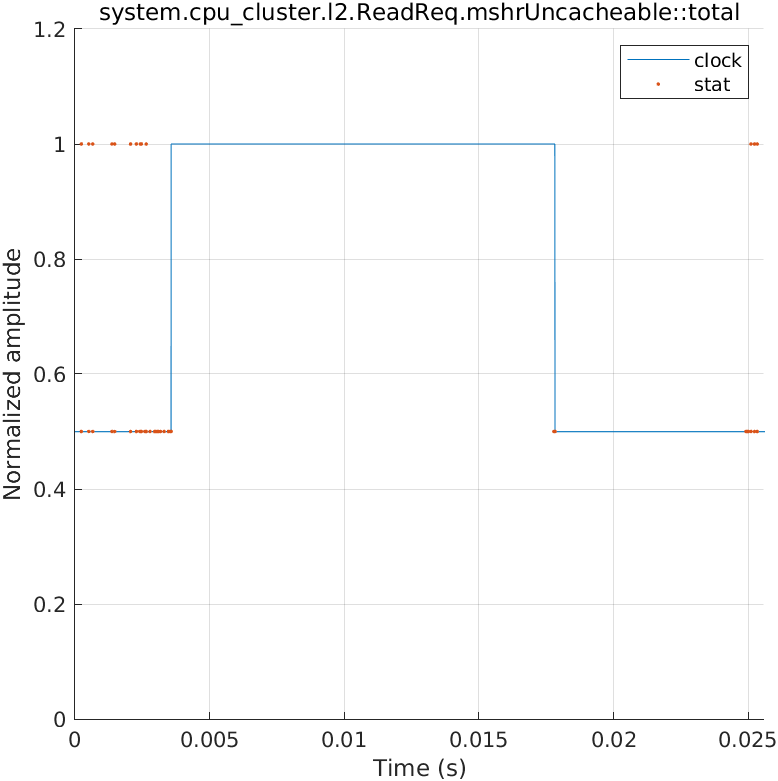 system.cpu_cluster.l2.ReadReq.mshrUncacheable::total
clock
stat
1.2
1
0.8
0.6
0.4
0.2
0
Normalized amplitude
0
0.005
0.01
0.015
0.02
0.025
Time (s)